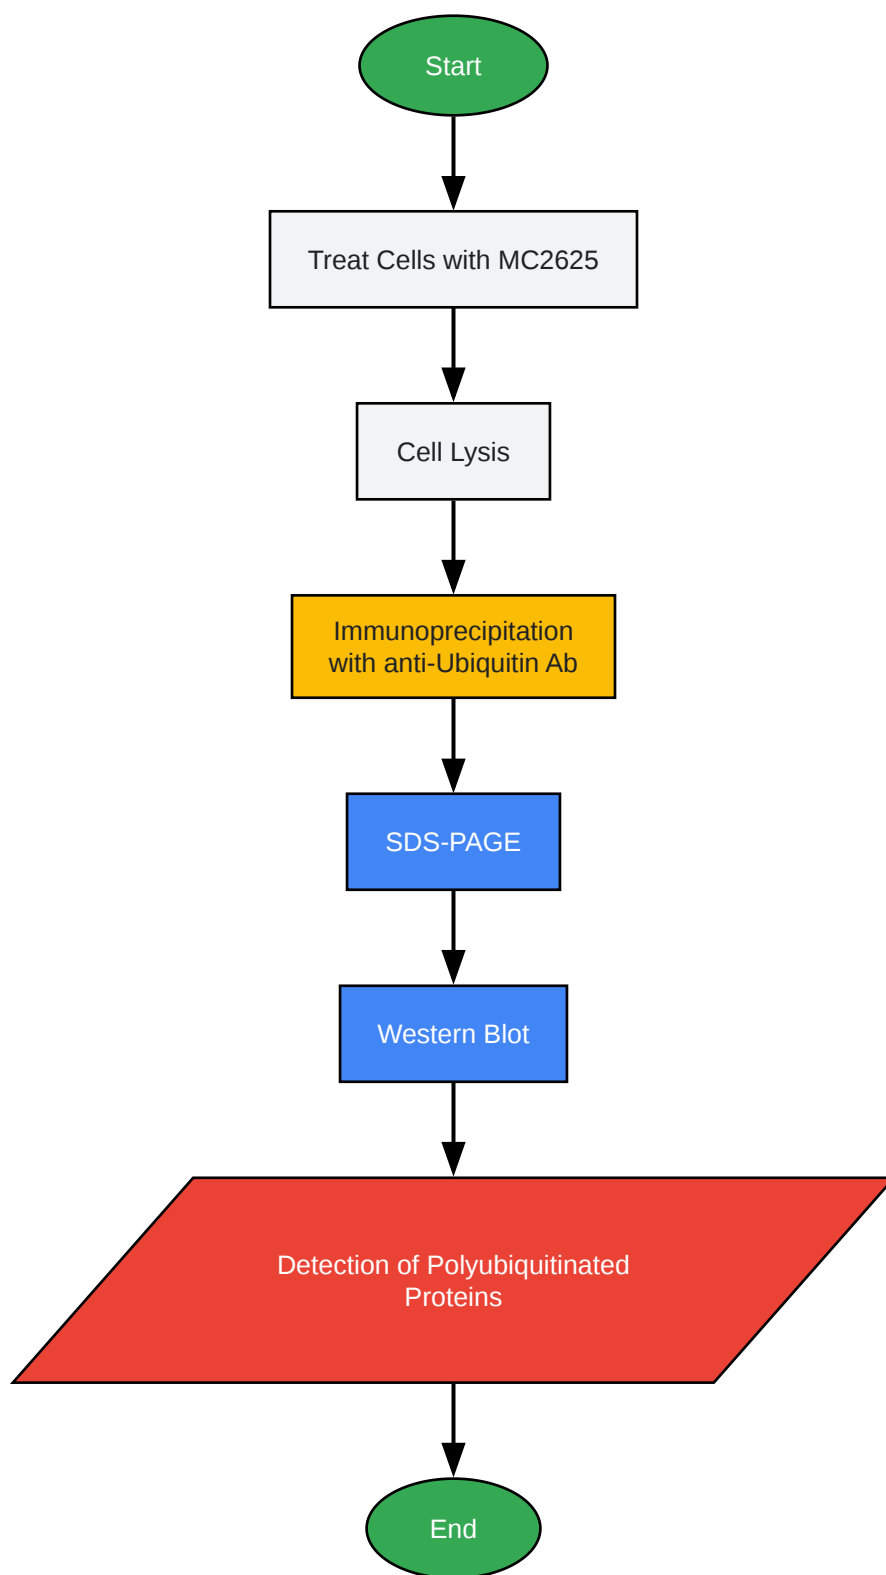 Start
Treat Cells with MC2625
Cell Lysis
Immunoprecipitation
with anti-Ubiquitin Ab
SDS-PAGE
Western Blot
Detection of Polyubiquitinated
Proteins
End